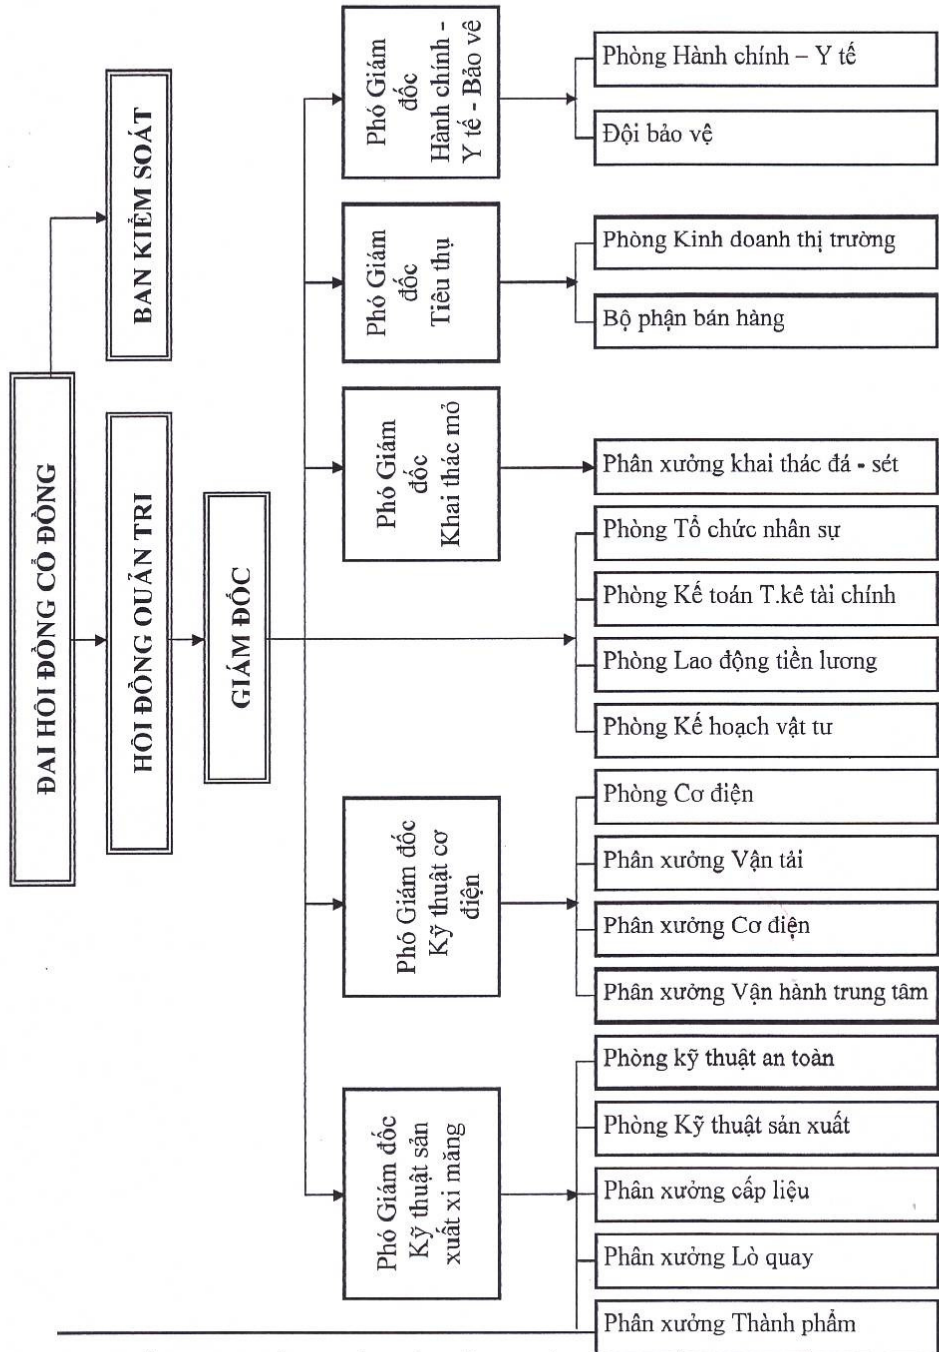 ĐẠI HỘI ĐỒNG CỔ ĐÔNG
BAN KIỂM SOÁT
HỘI ĐỒNG QUẢN TRỊ
GIÁM ĐỐC
Phó Giám đốc
Kỹ thuật sản
xuất xi măng
Phó Giám đốc
Kỹ thuật cơ
điện
Phó Giám
đốc
Khai thác mỏ
Phó Giám
đốc
Tiêu thụ
Phó Giám
đốc
Hành chính -
Y tế - Bảo vệ
Phòng Hành chính – Y tế
Đội bảo vệ
Phòng Kinh doanh thị trường
Bộ phận bán hàng
Phân xưởng khai thác đá - sét
Phòng Tổ chức nhân sự
Phòng Kế toán T.kê tài chính
Phòng Lao động tiền lương
Phòng Kế hoạch vật tư
Phòng Cơ điện
Phân xưởng Vận tải
Phân xưởng Cơ điện
Phân xưởng Vận hành trung tâm
Phòng kỹ thuật an toàn
Phòng Kỹ thuật sản xuất
Phân xưởng cấp liệu
Phân xưởng Lò quay
Phân xưởng Thành phẩm